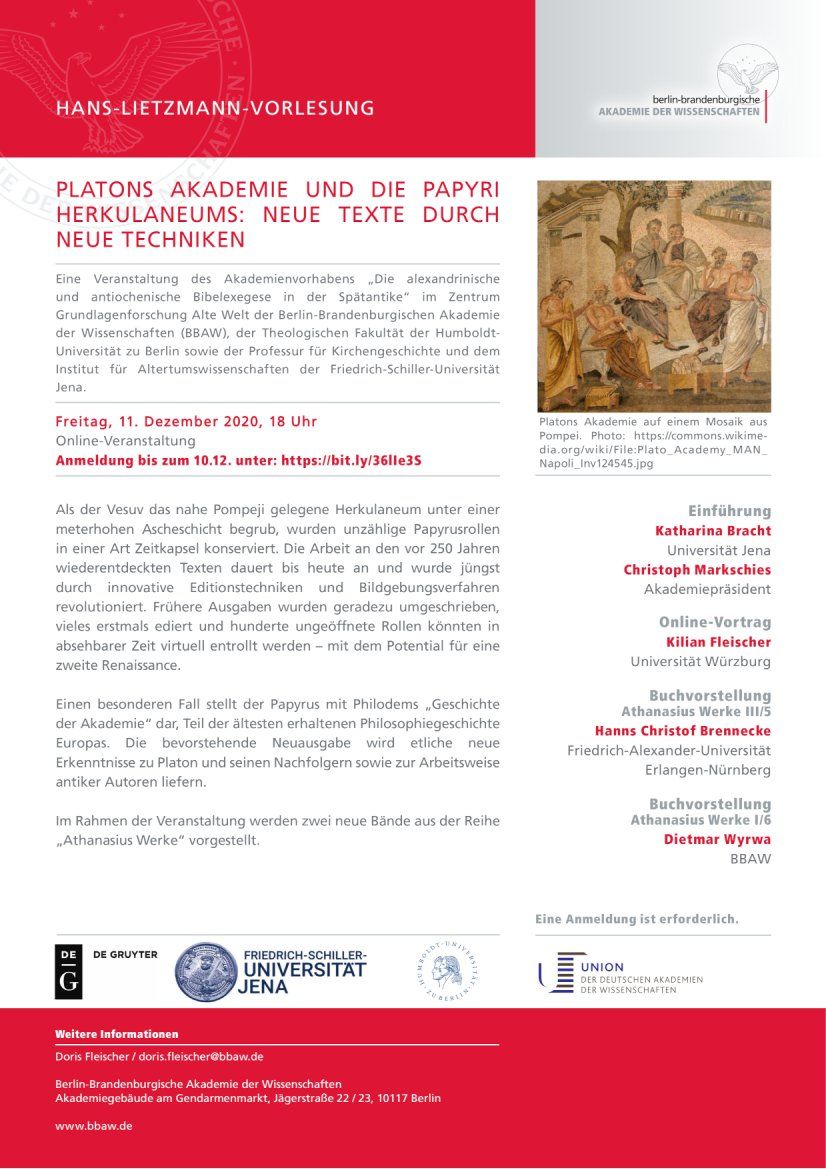 HANS-LIETZMANN-VORLESUNG
berlin-brandenburgische
AKADEMIE DER WISSENSCHAFTEN
PLATONS AKADEMIE UND DIE PAPYRI
HERKULANEUMS: NEUE TEXTE DURCH
NEUE TECHNIKEN
Eine Veranstaltung des Akademienvorhabens „Die alexandrinische
und antiochenische Bibelexegese in der Spätantike“ im Zentrum
Grundlagenforschung Alte Welt der Berlin-Brandenburgischen Akademie
der Wissenschaften (BBAW), der Theologischen Fakultät der Humboldt-
Universität zu Berlin sowie der Professur für Kirchengeschichte und dem
Institut für Altertumswissenschaften der Friedrich-Schiller-Universität
Jena.
Freitag, 11. Dezember 2020, 18 Uhr
Online-Veranstaltung
Anmeldung bis zum 10.12. unter: https://bit.ly/36lIe3S
Als der Vesuv das nahe Pompeji gelegene Herkulaneum unter einer
meterhohen Ascheschicht begrub, wurden unzählige Papyrusrollen
in einer Art Zeitkapsel konserviert. Die Arbeit an den vor 250 Jahren
wiederentdeckten Texten dauert bis heute an und wurde jüngst
durch innovative Editionstechniken und Bildgebungsverfahren
revolutioniert. Frühere Ausgaben wurden geradezu umgeschrieben,
vieles erstmals ediert und hunderte ungeöffnete Rollen könnten in
absehbarer Zeit virtuell entrollt werden – mit dem Potential für eine
zweite Renaissance.
Einen besonderen Fall stellt der Papyrus mit Philodems „Geschichte
der Akademie“ dar, Teil der ältesten erhaltenen Philosophiegeschichte
Europas. Die bevorstehende Neuausgabe wird etliche neue
Erkenntnisse zu Platon und seinen Nachfolgern sowie zur Arbeitsweise
antiker Autoren liefern.
Im Rahmen der Veranstaltung werden zwei neue Bände aus der Reihe
„Athanasius Werke“ vorgestellt.
Platons Akademie auf einem Mosaik aus
Pompei. Photo: https://commons.wikime-
dia.org/wiki/File:Plato_Academy_MAN_
Napoli_Inv124545.jpg
Einführung
Katharina Bracht
Universität Jena
Christoph Markschies
Akademiepräsident
Online-Vortrag
Kilian Fleischer
Universität Würzburg
Buchvorstellung
Athanasius Werke III/5
Hanns Christof Brennecke
Friedrich-Alexander-Universität
Erlangen-Nürnberg
Buchvorstellung
Athanasius Werke I/6
Dietmar Wyrwa
BBAW
Eine Anmeldung ist erforderlich.
DE
G
DE GRUYTER
FRIEDRICH-SCHILLER-
UNIVERSITÄT
JENA
HUMBOLDT-UNIVERSITÄT
ZU BERLIN
UNION
DER DEUTSCHEN AKADEMIEN
DER WISSENSCHAFTEN
Weitere Informationen
Doris Fleischer / doris.fleischer@bbaw.de
Berlin-Brandenburgische Akademie der Wissenschaften
Akademiegebäude am Gendarmenmarkt, Jägerstraße 22 / 23, 10117 Berlin
www.bbaw.de